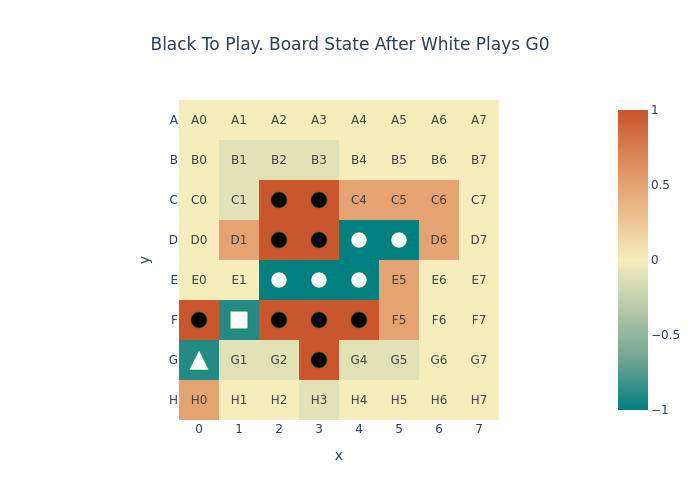 Black To Play. Board State After White Plays G0
A A0 A1 A2 A3 A4 A5 A6 A7
B B0 B1 B2 B3 B4 B5 B6 B7
C C0 C1 C4 C5 C6 C7
D D0 D1 D6 D7
E E0 E1 E5 E6 E7
F F5 F6 F7
G G1 G2 G4 G5 G6 G7
H H0 H1 H2 H3 H4 H5 H6 H7
0 1 2 3 4 5 6 7
x
y
1
0.5
0
−0.5
−1